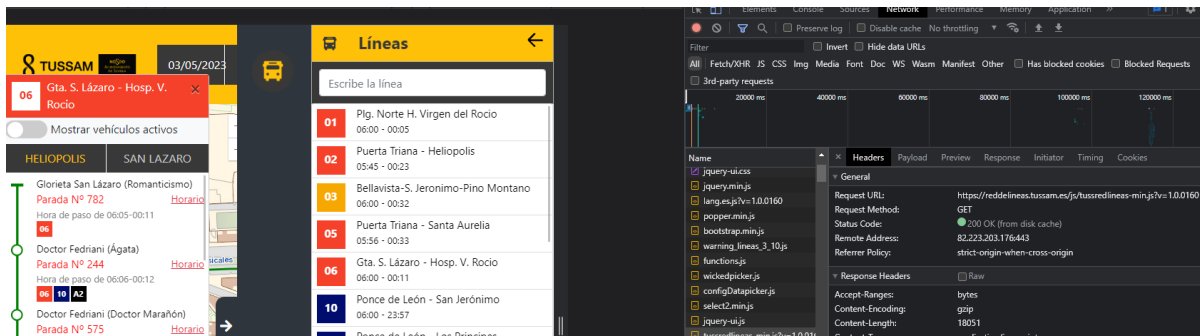 TUSSAM
NO8DO
03/05/2023
06
Gta. S. Lázaro - Hosp. V. Rocio
×
Mostrar vehículos activos
HELIOPOLIS
SAN LAZARO
Glorieta San Lázaro (Romanticismo)
Parada Nº 782
Horario
Hora de paso de 06:05-00:11
06
Doctor Fedriani (Ágata)
Parada Nº 244
Horario
Hora de paso de 06:06-00:12
06 10 A2
Doctor Fedriani (Doctor Marañón)
Parada Nº 575
Horario
sicales
Líneas
Escribe la línea
01
Plg. Norte H. Virgen del Rocio
06:00 - 00:05
02
Puerta Triana - Heliopolis
05:45 - 00:23
03
Bellavista-S. Jeronimo-Pino Montano
06:00 - 00:32
05
Puerta Triana - Santa Aurelia
05:56 - 00:33
06
Gta. S. Lázaro - Hosp. V. Rocio
06:00 - 00:11
10
Ponce de León - San Jerónimo
06:00 - 23:57
Ponce de León - Los Principes
Elements Console Sources Network Performance Memory Application »
Preserve log
Disable cache
No throttling
Filter
Invert
Hide data URLs
All Fetch/XHR JS CSS Img Media Font Doc WS Wasm Manifest Other
Has blocked cookies
Blocked Requests
3rd-party requests
20000 ms 40000 ms 60000 ms 80000 ms 100000 ms 120000 ms
Name
jquery-ui.css
jquery.min.js
lang.es.js?v=1.0.0160
popper.min.js
bootstrap.min.js
warning_lineas_3_10.js
functions.js
wickedpicker.js
configDatapicker.js
select2.min.js
jquery-ui.js
× Headers Payload Preview Response Initiator Timing Cookies
General
Request URL: https://reddelineas.tussam.es/js/tussredlineas-min.js?v=1.0.0160
Request Method: GET
Status Code: 200 OK (from disk cache)
Remote Address: 82.223.203.176:443
Referrer Policy: strict-origin-when-cross-origin
Response Headers
Raw
Accept-Ranges: bytes
Content-Encoding: gzip
Content-Length: 18051